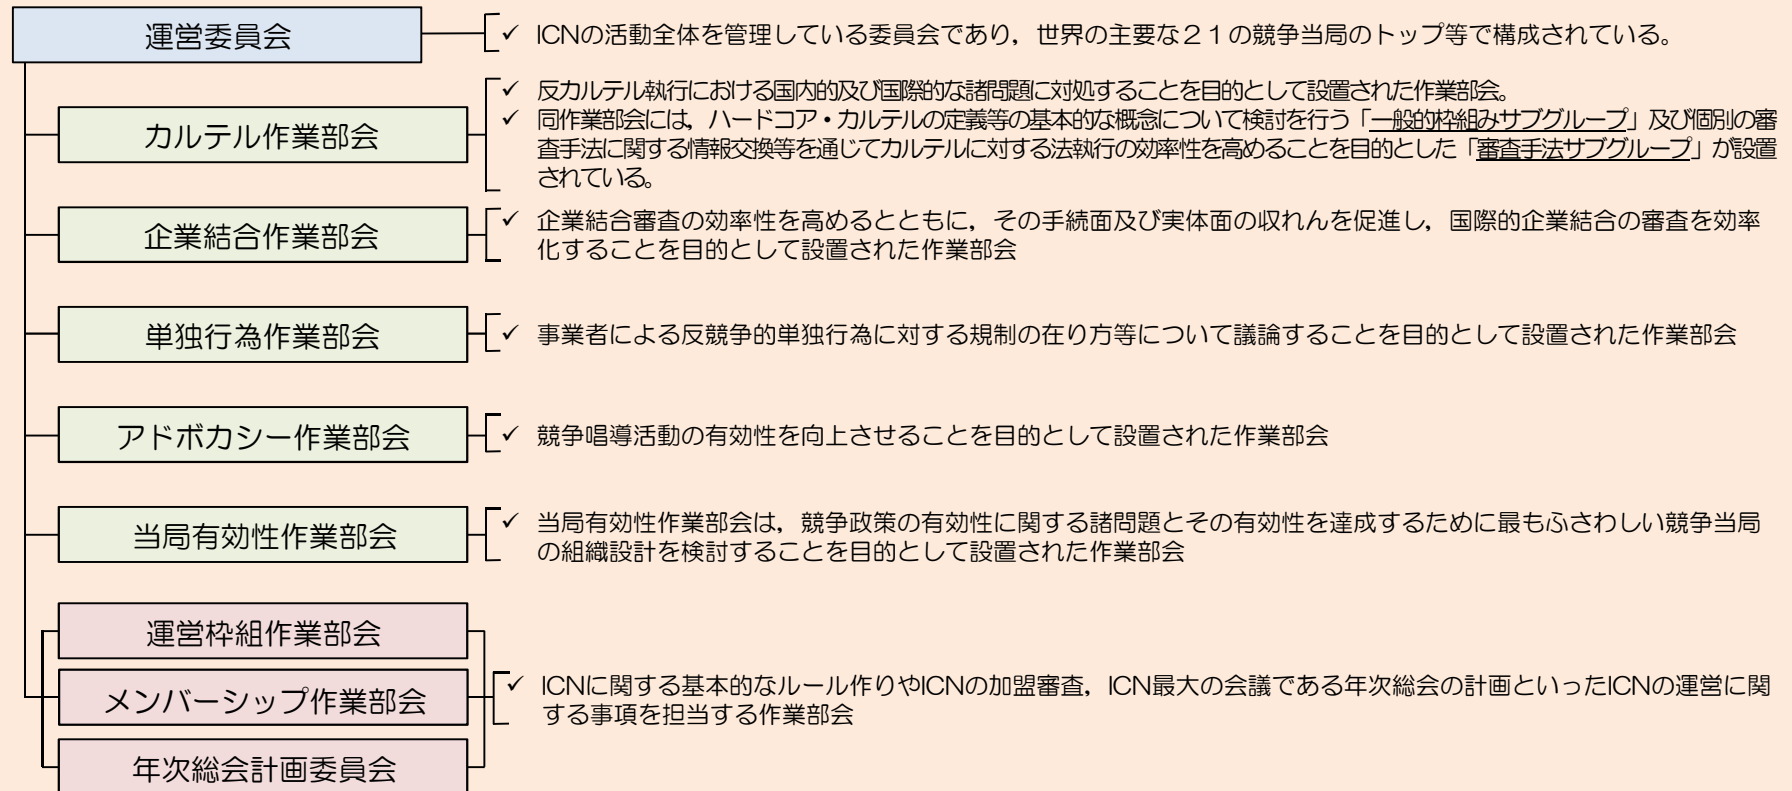 運営委員会
✓ ICNの活動全体を管理している委員会であり，世界の主要な２１の競争当局のトップ等で構成されている。
カルテル作業部会
✓ 反カルテル執行における国内的及び国際的な諸問題に対処することを目的として設置された作業部会。
✓ 同作業部会には，ハードコア・カルテルの定義等の基本的な概念について検討を行う「一般的枠組みサブグループ」及び個別の審
査手法に関する情報交換等を通じてカルテルに対する法執行の効率性を高めることを目的とした「審査手法サブグループ」が設置
されている。
企業結合作業部会
✓ 企業結合審査の効率性を高めるとともに，その手続面及び実体面の収れんを促進し，国際的企業結合の審査を効率
化することを目的として設置された作業部会
単独行為作業部会
✓ 事業者による反競争的単独行為に対する規制の在り方等について議論することを目的として設置された作業部会
アドボカシー作業部会
✓ 競争唱導活動の有効性を向上させることを目的として設置された作業部会
当局有効性作業部会
✓ 当局有効性作業部会は，競争政策の有効性に関する諸問題とその有効性を達成するために最もふさわしい競争当局
の組織設計を検討することを目的として設置された作業部会
運営枠組作業部会
メンバーシップ作業部会
年次総会計画委員会
✓ ICNに関する基本的なルール作りやICNの加盟審査，ICN最大の会議である年次総会の計画といったICNの運営に関
する事項を担当する作業部会